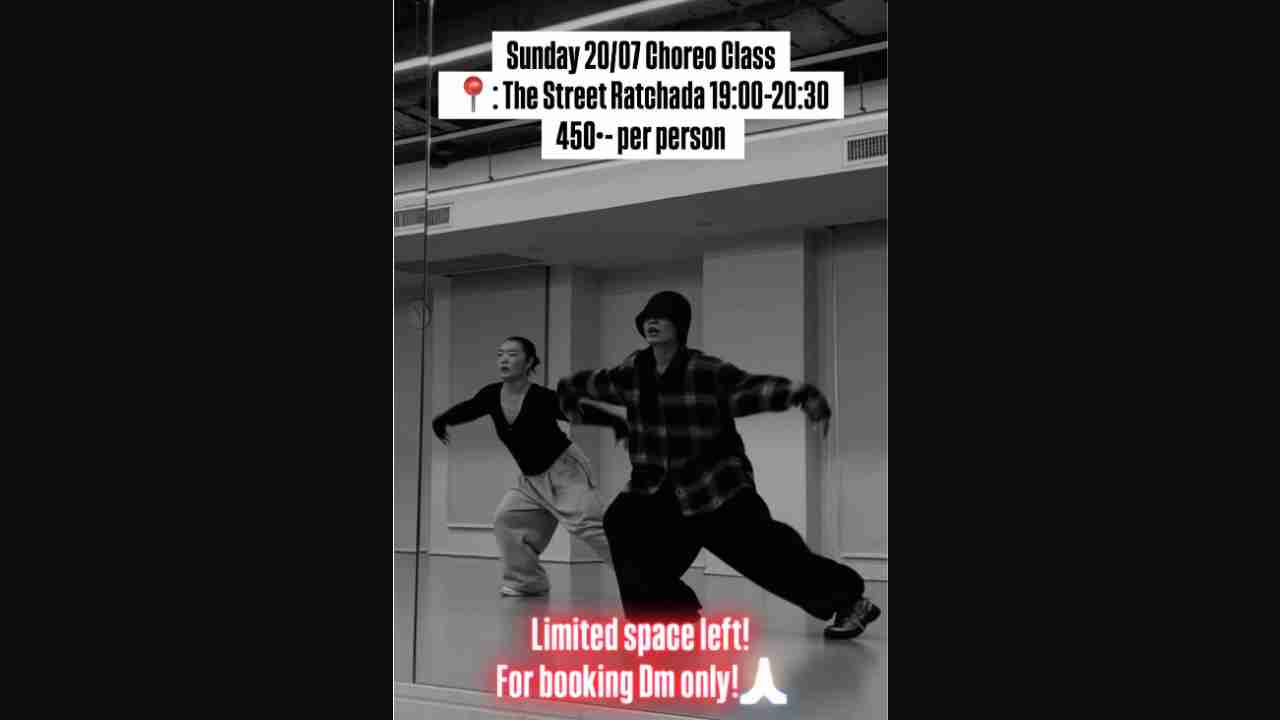 Sunday 20/07 Choreo Class
📍: The Street Ratchada 19:00-20:30
450•- per person
Limited space left!
For booking Dm only!🙏